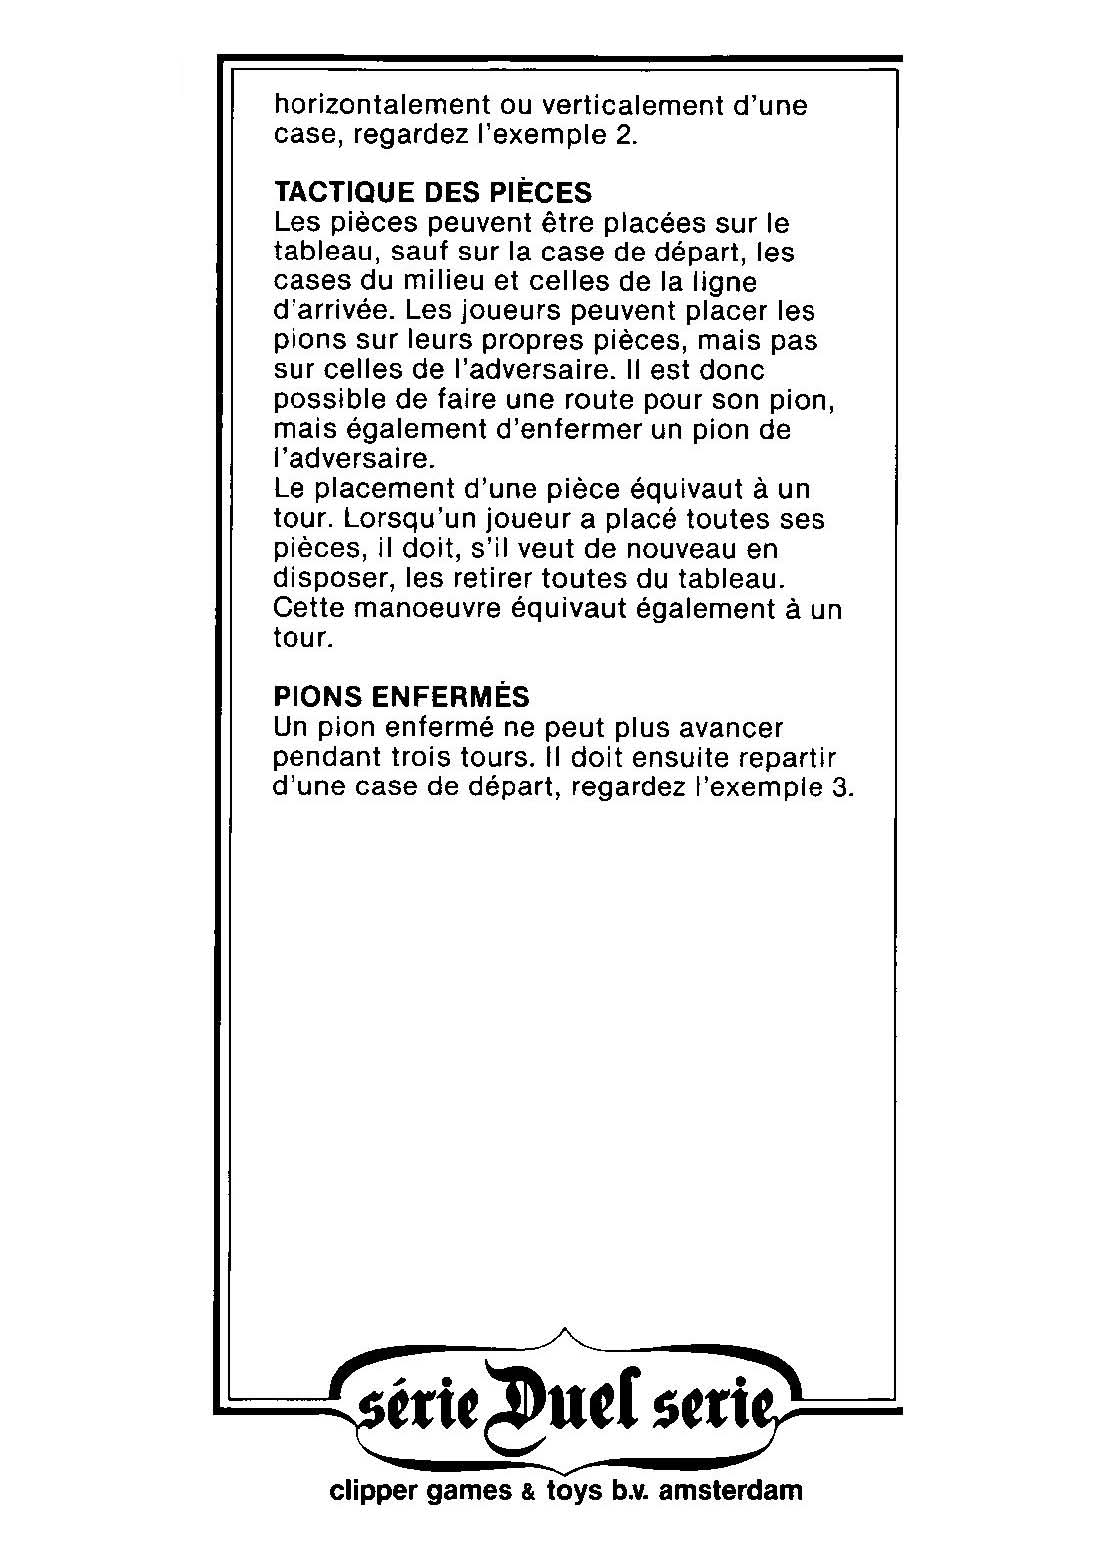 horizontalement ou verticalement d'une
case, regardez l'exemple 2.
TACTIQUE DES PIÈCES
Les pièces peuvent être placées sur le
tableau, sauf sur la case de départ, les
cases du milieu et celles de la ligne
d'arrivée. Les joueurs peuvent placer les
pions sur leurs propres pièces, mais pas
sur celles de l'adversaire. Il est donc
possible de faire une route pour son pion,
mais également d'enfermer un pion de
l'adversaire.
Le placement d'une pièce équivaut à un
tour. Lorsqu'un joueur a placé toutes ses
pièces, il doit, s'il veut de nouveau en
disposer, les retirer toutes du tableau.
Cette manoeuvre équivaut également à un
tour.
PIONS ENFERMÉS
Un pion enfermé ne peut plus avancer
pendant trois tours. Il doit ensuite repartir
d'une case de départ, regardez l'exemple 3.
série Duel serie
clipper games & toys b.v. amsterdam